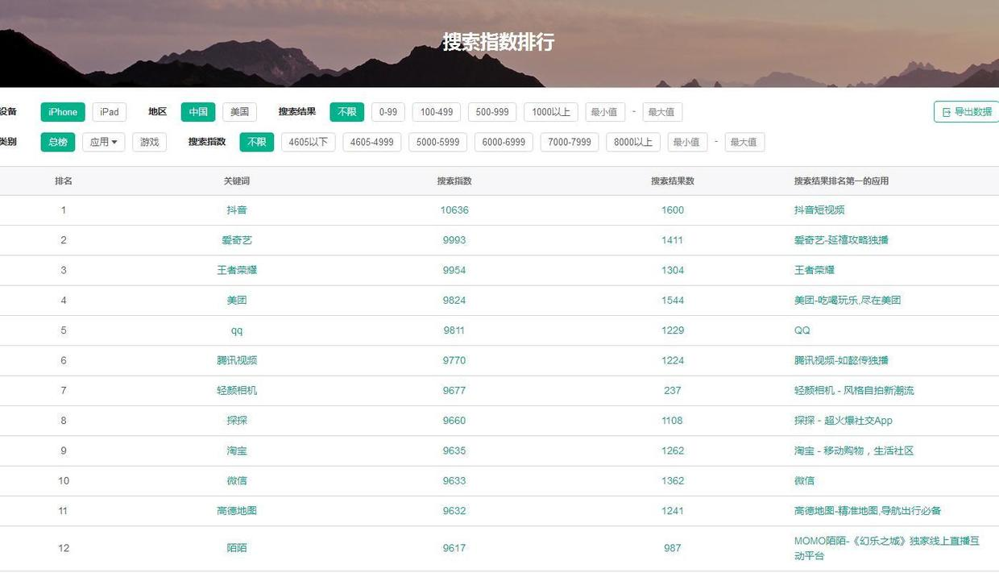 搜索指数排行
设备 iPhone iPad 地区 中国 美国 搜索结果 不限 0-99 100-499 500-999 1000以上 最小值 - 最大值 导出数据
类别 总榜 应用 游戏 搜索指数 不限 4605以下 4605-4999 5000-5999 6000-6999 7000-7999 8000以上 最小值 - 最大值
排名 关键词 搜索指数 搜索结果数 搜索结果排名第一的应用
1 抖音 10636 1600 抖音短视频
2 爱奇艺 9993 1411 爱奇艺-延禧攻略独播
3 王者荣耀 9954 1304 王者荣耀
4 美团 9824 1544 美团-吃喝玩乐,尽在美团
5 qq 9811 1229 QQ
6 腾讯视频 9770 1224 腾讯视频-如懿传独播
7 轻颜相机 9677 237 轻颜相机 - 风格自拍新潮流
8 探探 9660 1108 探探 - 超火爆社交App
9 淘宝 9635 1262 淘宝 - 移动购物，生活社区
10 微信 9633 1362 微信
11 高德地图 9632 1241 高德地图-精准地图,导航出行必备
12 陌陌 9617 987 MOMO陌陌-《幻乐之城》独家线上直播互
动平台